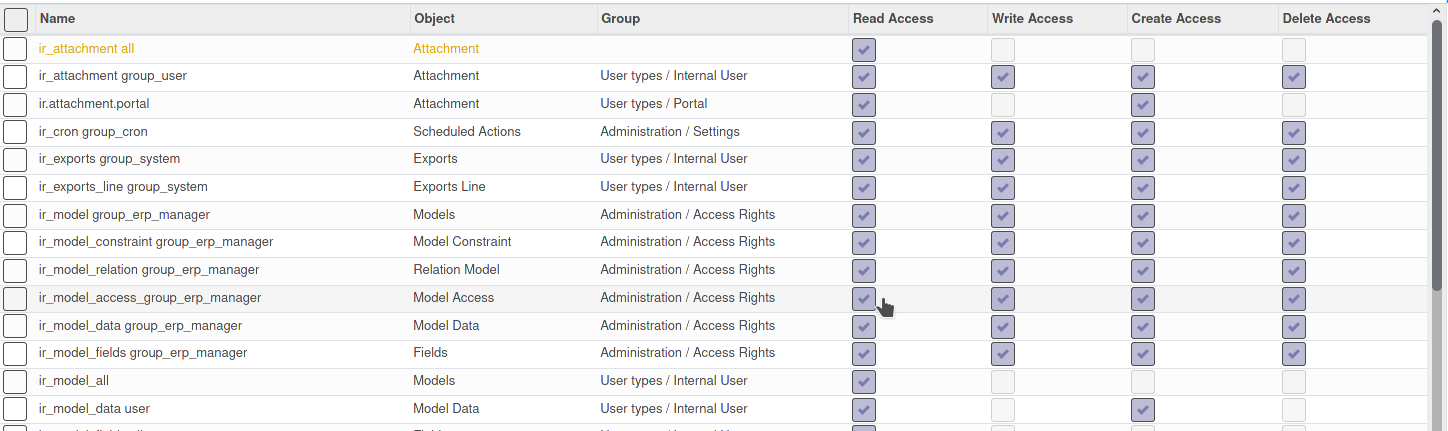 Name Object Group Read Access Write Access Create Access Delete Access
ir_attachment all Attachment
ir_attachment group_user Attachment User types / Internal User
ir.attachment.portal Attachment User types / Portal
ir_cron group_cron Scheduled Actions Administration / Settings
ir_exports group_system Exports User types / Internal User
ir_exports_line group_system Exports Line User types / Internal User
ir_model group_erp_manager Models Administration / Access Rights
ir_model_constraint group_erp_manager Model Constraint Administration / Access Rights
ir_model_relation group_erp_manager Relation Model Administration / Access Rights
ir_model_access_group_erp_manager Model Access Administration / Access Rights
ir_model_data group_erp_manager Model Data Administration / Access Rights
ir_model_fields group_erp_manager Fields Administration / Access Rights
ir_model_all Models User types / Internal User
ir_model_data user Model Data User types / Internal User